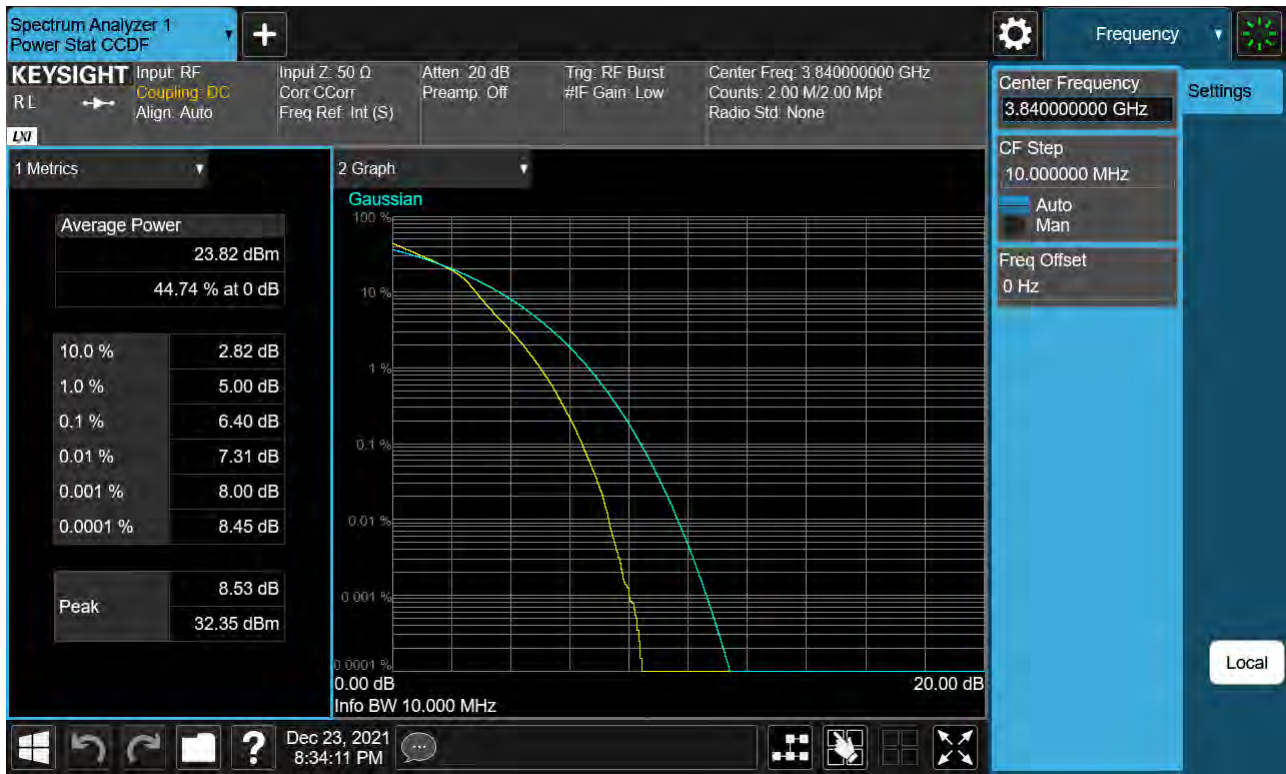 Spectrum Analyzer 1
Power Stat CCDF
+
Frequency
KEYSIGHT
RL
LXI
Input: RF
Coupling: DC
Align: Auto
Input Z: 50 Ω
Corr CCorr
Freq Ref: Int (S)
Atten: 20 dB
Preamp: Off
Trig: RF Burst
#IF Gain: Low
Center Freq: 3.840000000 GHz
Counts: 2.00 M/2.00 Mpt
Radio Std: None
Center Frequency
3.840000000 GHz
Settings
CF Step
10.000000 MHz
Auto
Man
Freq Offset
0 Hz
1 Metrics
Average Power
23.82 dBm
44.74 % at 0 dB
10.0 % 2.82 dB
1.0 % 5.00 dB
0.1 % 6.40 dB
0.01 % 7.31 dB
0.001 % 8.00 dB
0.0001 % 8.45 dB
Peak 8.53 dB
32.35 dBm
2 Graph
Gaussian
100 %
10 %
1 %
0.1 %
0.01 %
0.001 %
0.0001 %
0.00 dB 20.00 dB
Info BW 10.000 MHz
Local
?
Dec 23, 2021
8:34:11 PM